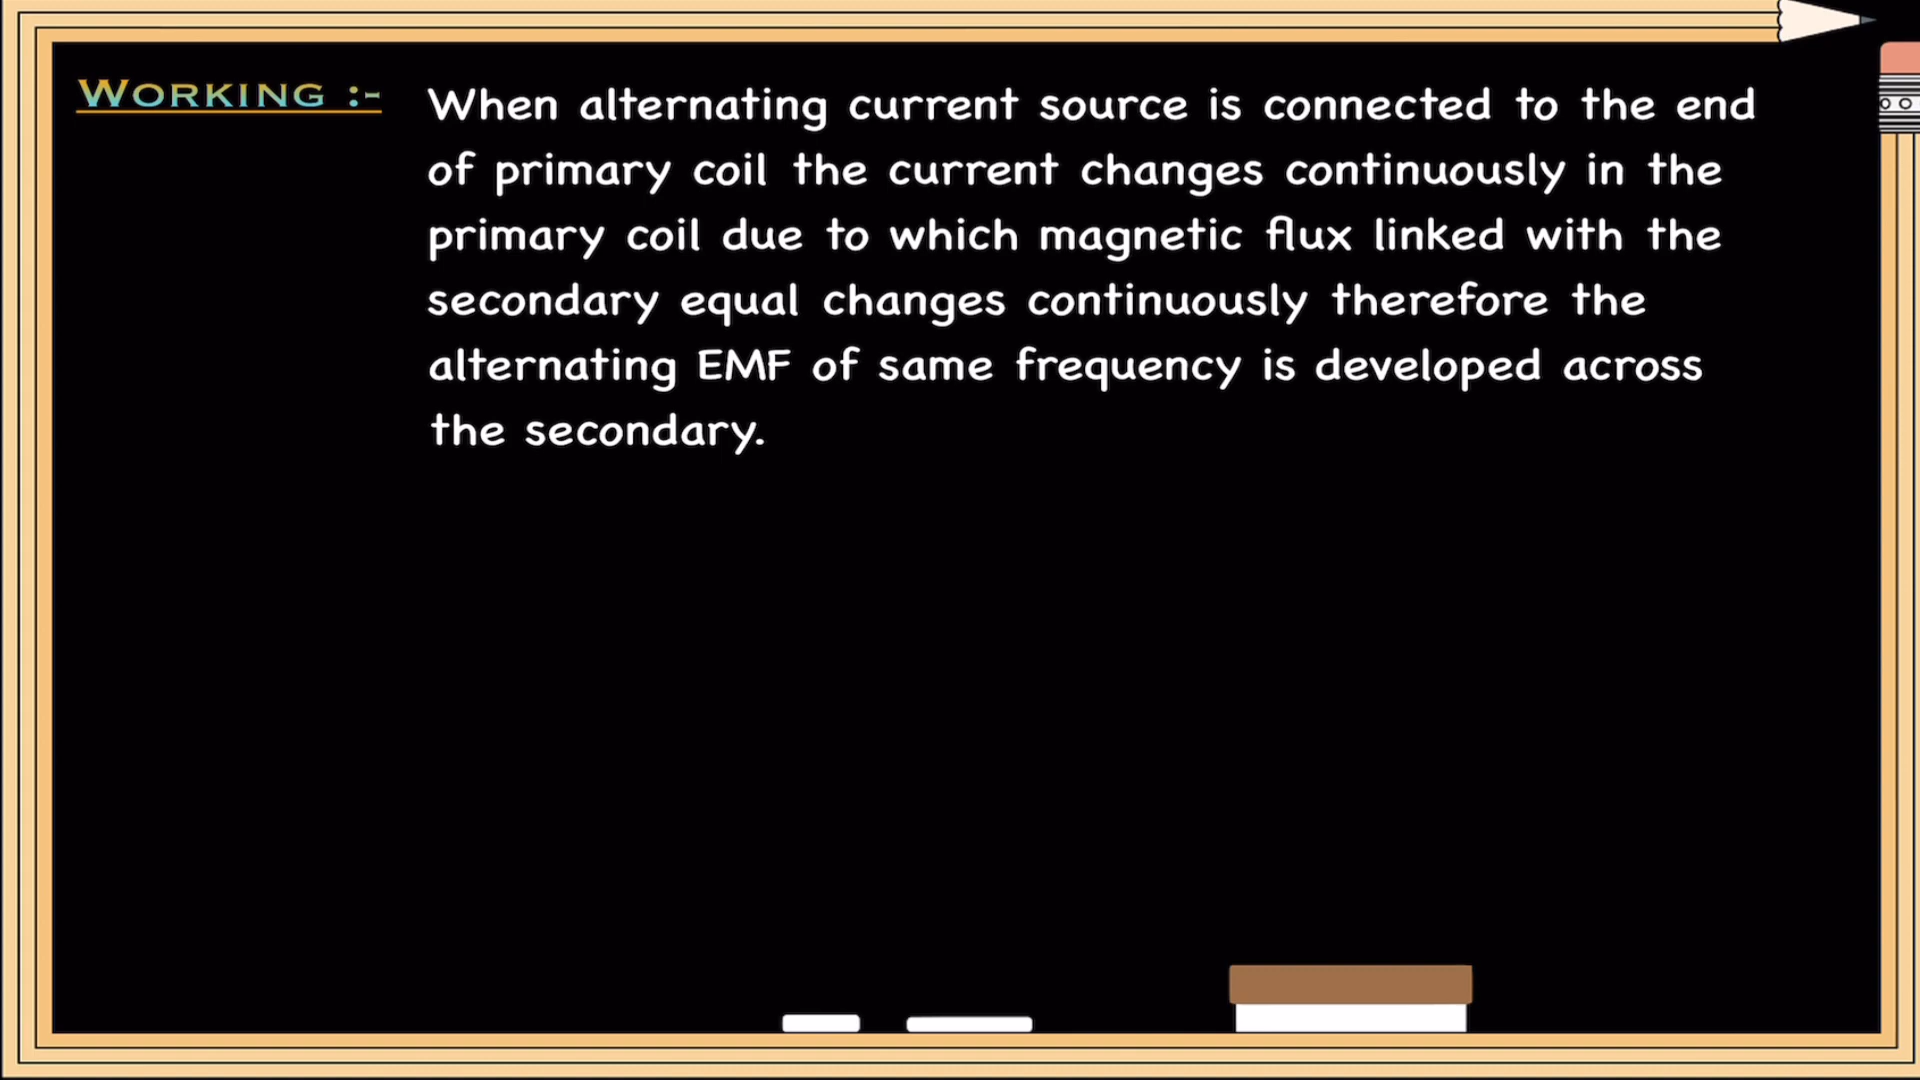 WORKING :-
When alternating current source is connected to the end
of primary coil the current changes continuously in the
primary coil due to which magnetic flux linked with the
secondary equal changes continuously therefore the
alternating EMF of same frequency is developed across
the secondary.